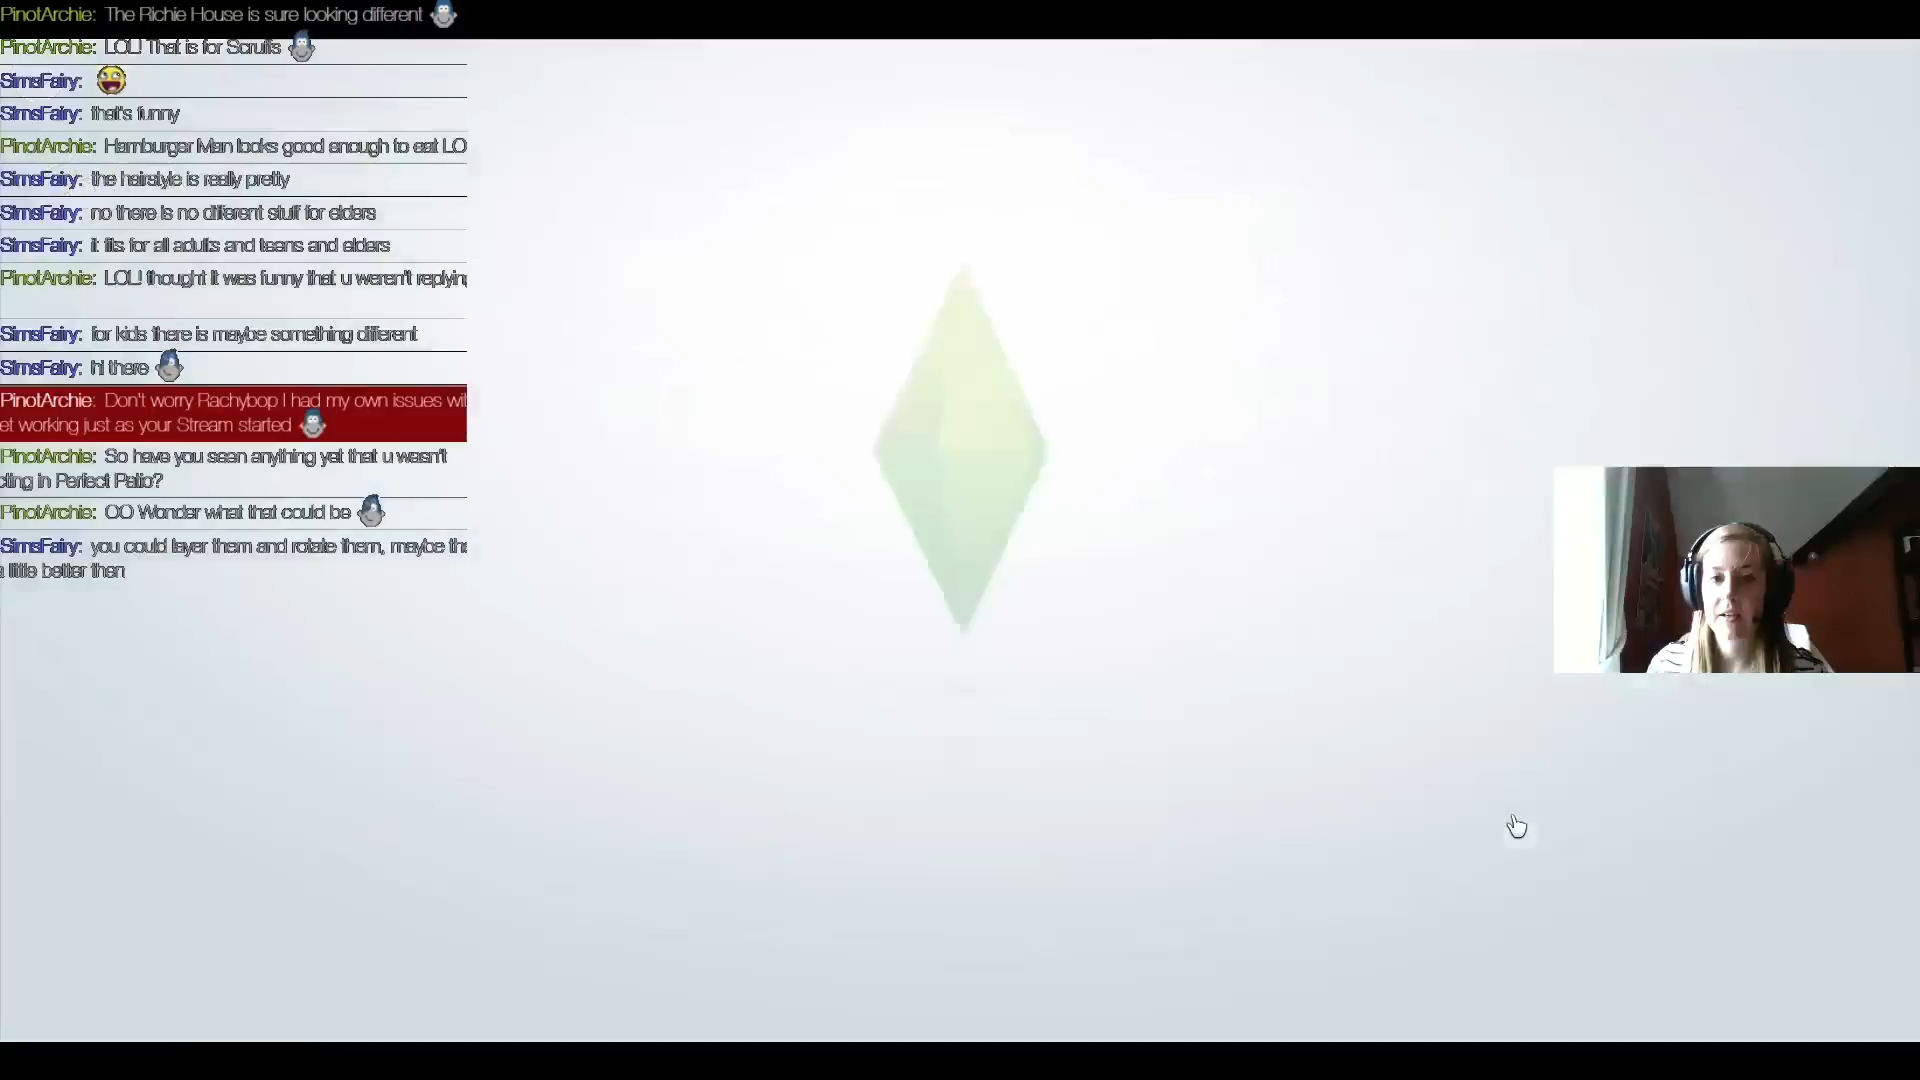 PinotArchie: The Richie House is sure looking different
PinotArchie: LOL! That is for Scruffs
SimsFairy:
SimsFairy: that's funny
PinotArchie: Hamburger Man looks good enough to eat LO
SimsFairy: the hairstyle is really pretty
SimsFairy: no there is no different stuff for elders
SimsFairy: it fits for all adults and teens and elders
PinotArchie: LOL! thought it was funny that u weren't replying
SimsFairy: for kids there is maybe something different
SimsFairy: hi there
PinotArchie: Don't worry Rachybop I had my own issues wit
et working just as your Stream started
PinotArchie: So have you seen anything yet that u wasn't
cting in Perfect Patio?
PinotArchie: OO Wonder what that could be
SimsFairy: you could layer them and rotate them, maybe the
a little better then